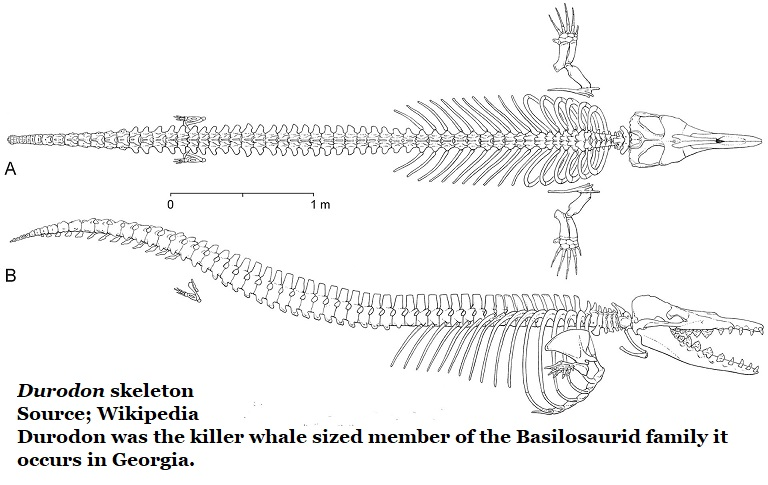 A
0 1 m
B
Durodon skeleton
Source; Wikipedia
Durodon was the killer whale sized member of the Basilosaurid family it
occurs in Georgia.